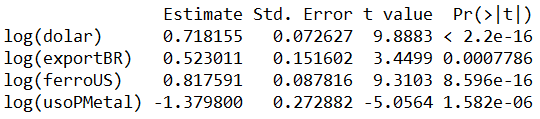 Estimate Std. Error t value Pr(>|t|)
log(dolar) 0.718155 0.072627 9.8883 < 2.2e-16
log(exportBR) 0.523011 0.151602 3.4499 0.0007786
log(ferroUS) 0.817591 0.087816 9.3103 8.596e-16
log(usoPMetal) -1.379800 0.272882 -5.0564 1.582e-06